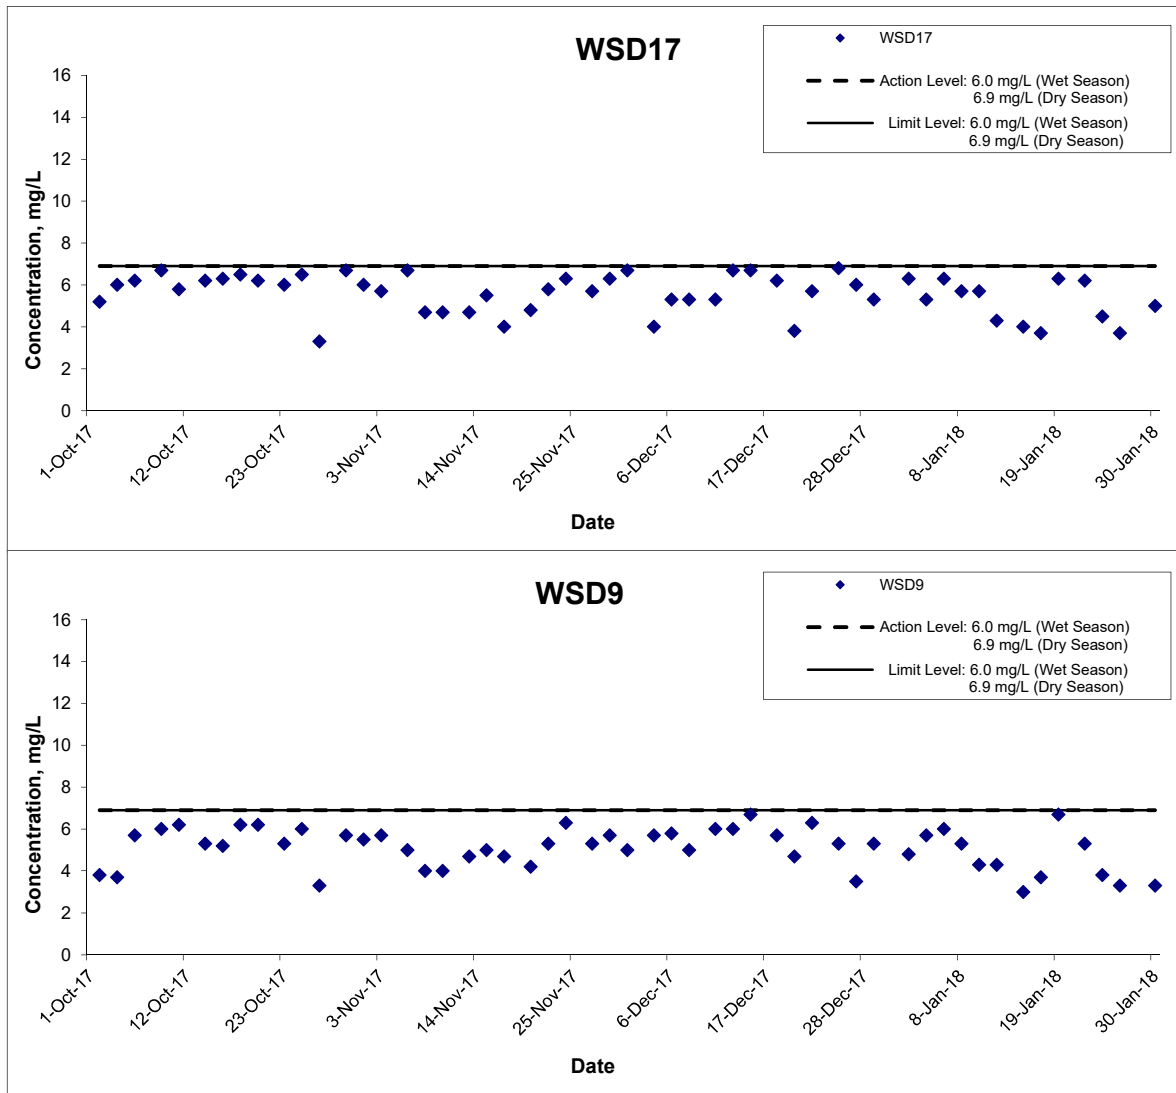 WSD17
WSD17
Action Level: 6.0 mg/L (Wet Season)
6.9 mg/L (Dry Season)
Limit Level: 6.0 mg/L (Wet Season)
6.9 mg/L (Dry Season)
Concentration, mg/L
16
14
12
10
8
6
4
2
0
1-Oct-17
12-Oct-17
23-Oct-17
3-Nov-17
14-Nov-17
25-Nov-17
6-Dec-17
17-Dec-17
28-Dec-17
8-Jan-18
19-Jan-18
30-Jan-18
Date
WSD9
WSD9
Action Level: 6.0 mg/L (Wet Season)
6.9 mg/L (Dry Season)
Limit Level: 6.0 mg/L (Wet Season)
6.9 mg/L (Dry Season)
Concentration, mg/L
16
14
12
10
8
6
4
2
0
1-Oct-17
12-Oct-17
23-Oct-17
3-Nov-17
14-Nov-17
25-Nov-17
6-Dec-17
17-Dec-17
28-Dec-17
8-Jan-18
19-Jan-18
30-Jan-18
Date